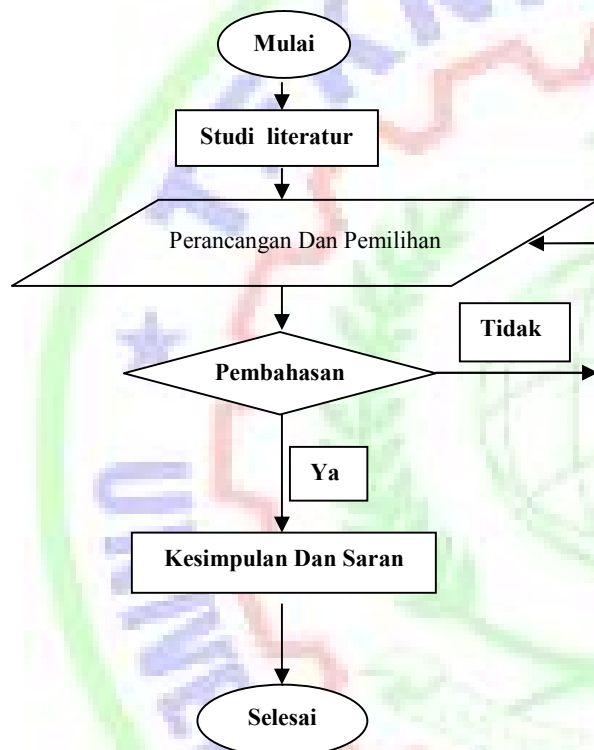 Mulai
Studi literatur
Perancangan Dan Pemilihan
Tidak
Pembahasan
Ya
Kesimpulan Dan Saran
Selesai